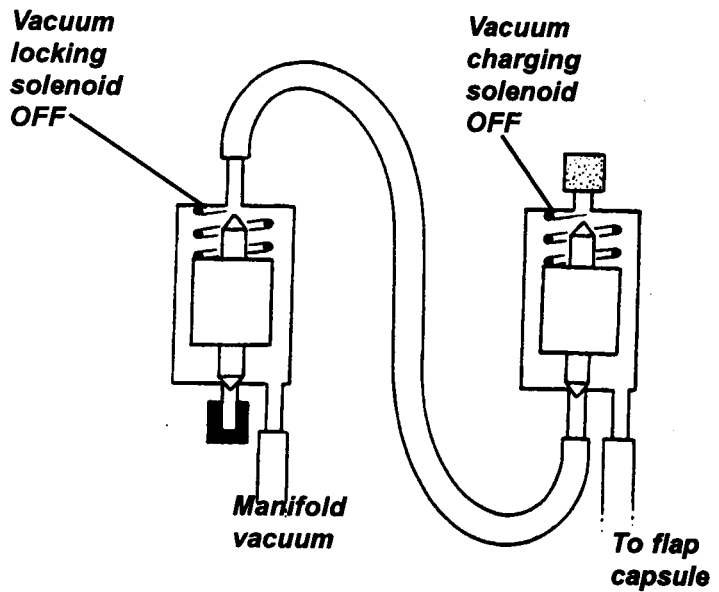 Vacuum
locking
solenoid
OFF
Vacuum
charging
solenoid
OFF
Manifold
vacuum
To flap
capsule